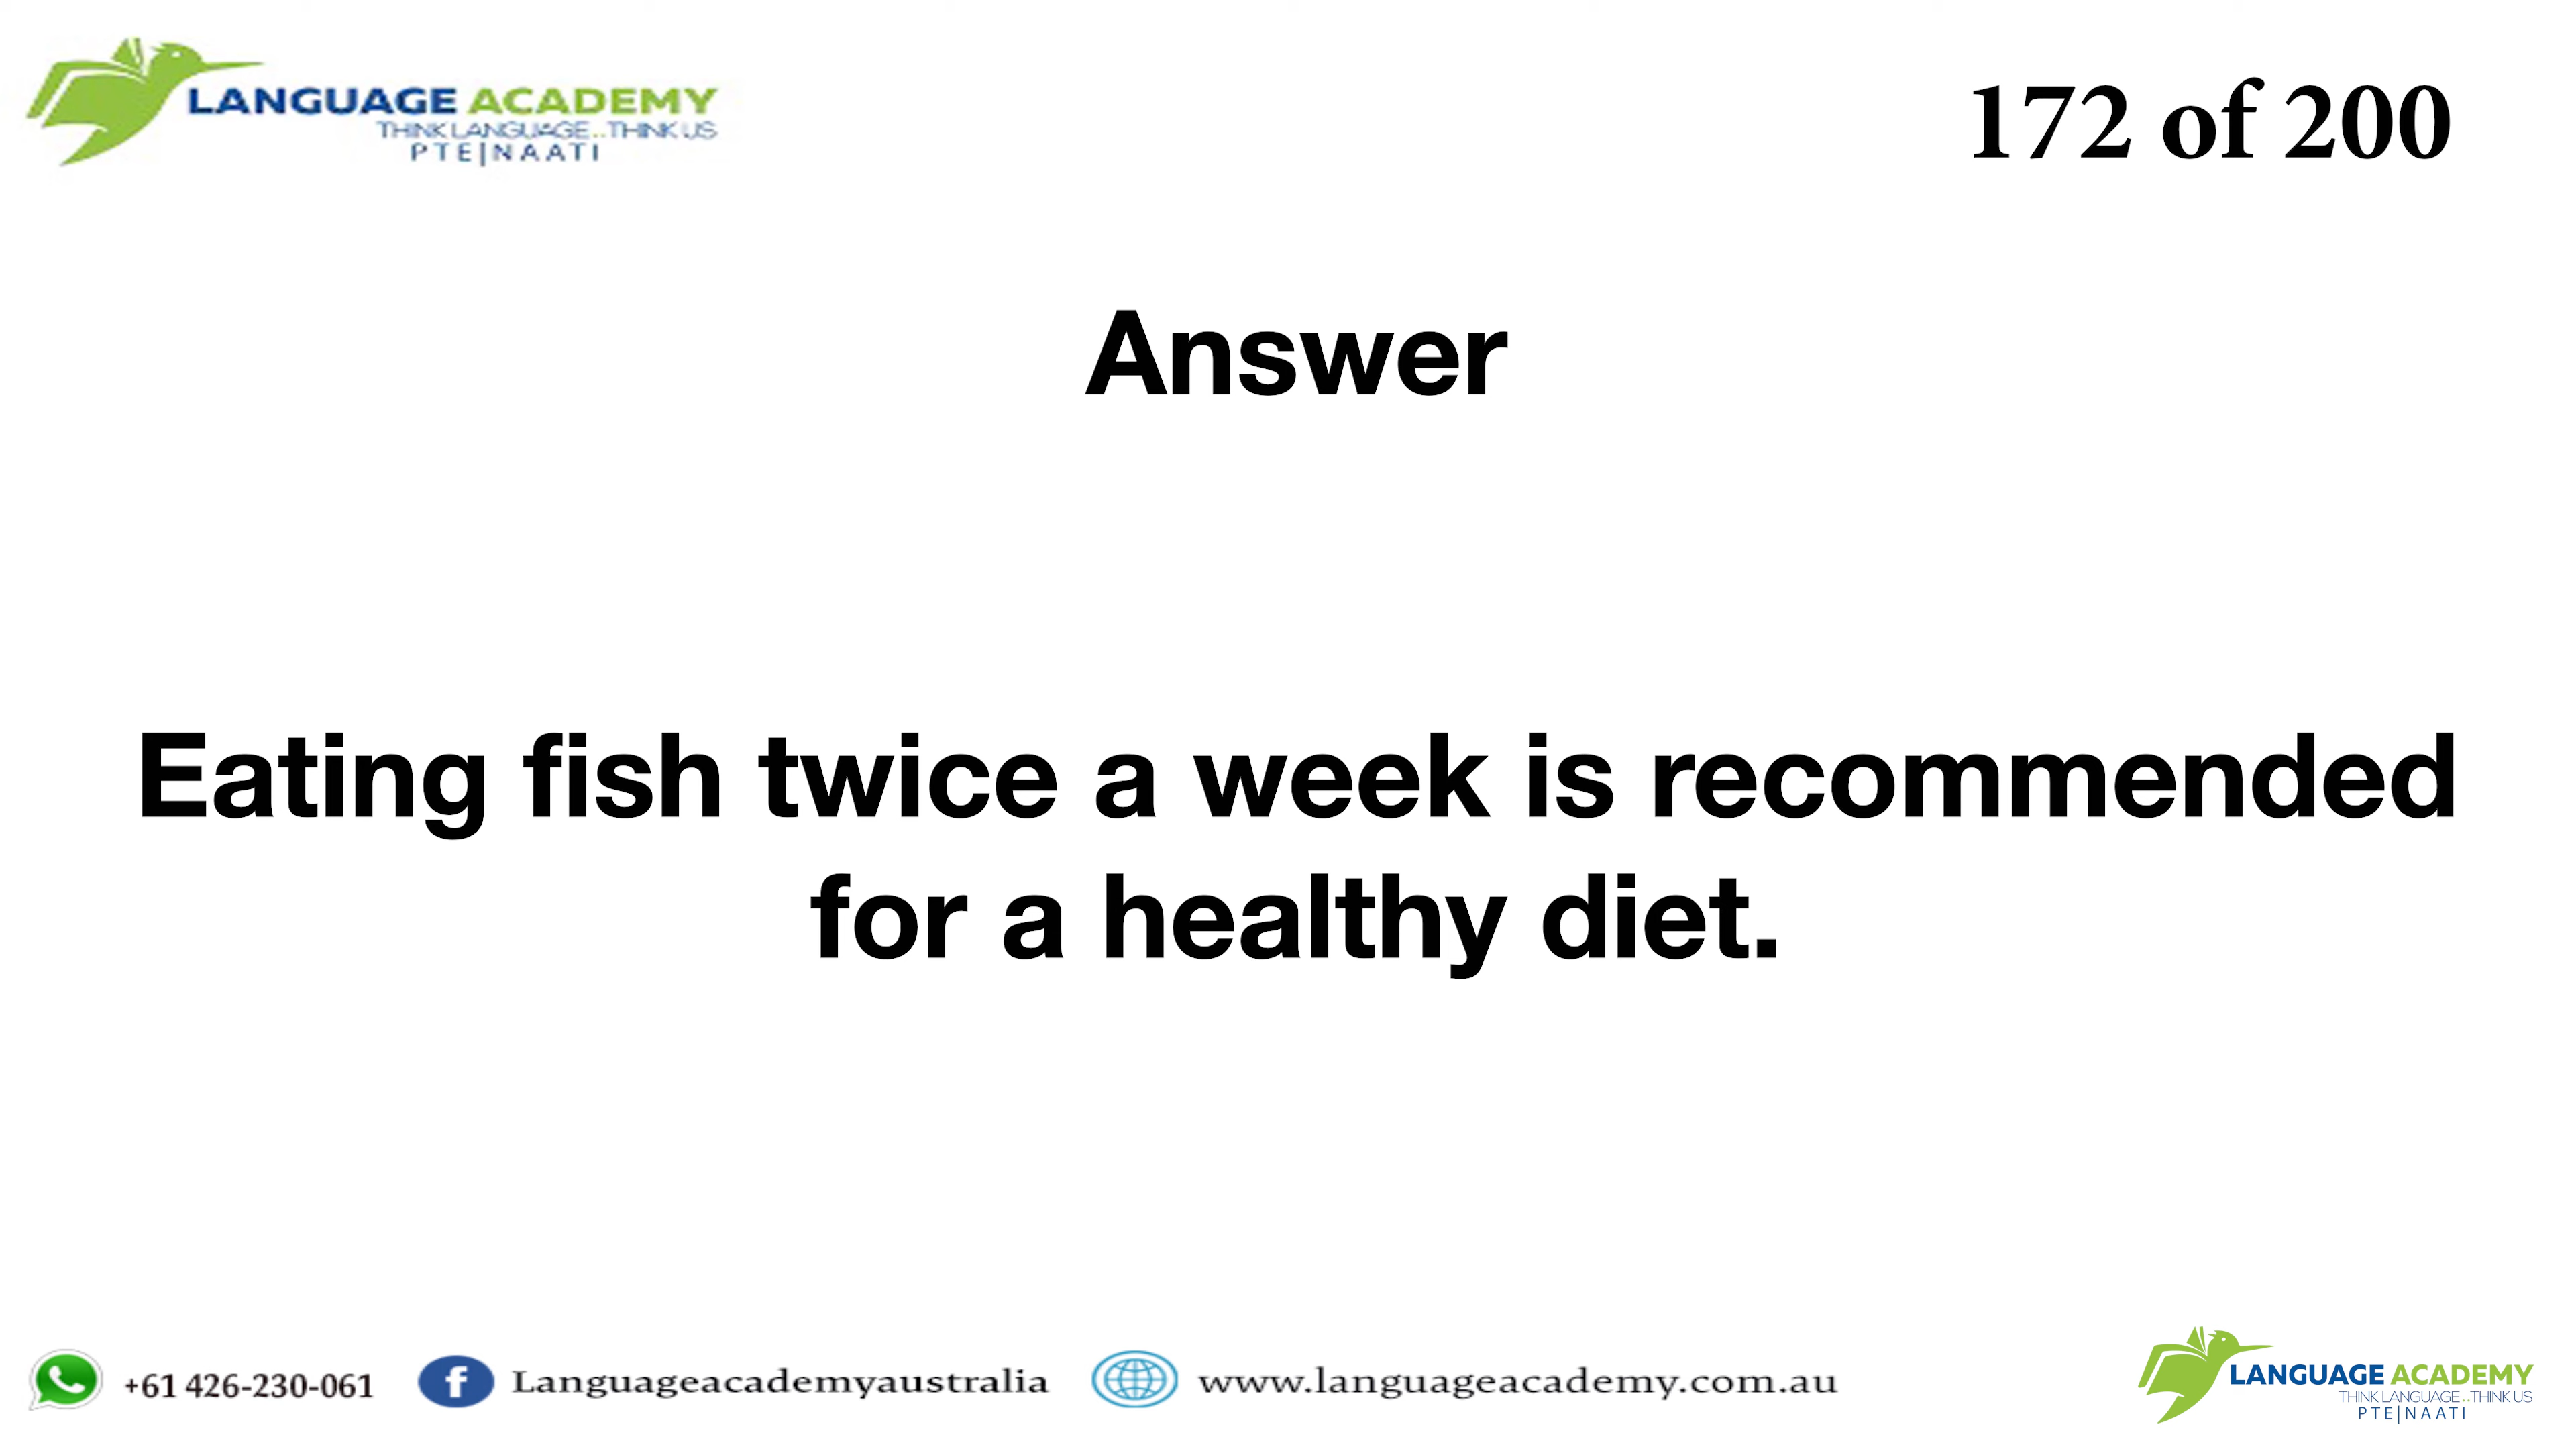 LANGUAGE ACADEMY
THINK LANGUAGE..THINK US
PTE|NAATI
172 of 200
Answer
Eating fish twice a week is recommended
for a healthy diet.
+61 426-230-061
Languageacademyaustralia
www.languageacademy.com.au
LANGUAGE ACADEMY
THINK LANGUAGE..THINK US
PTE|NAATI